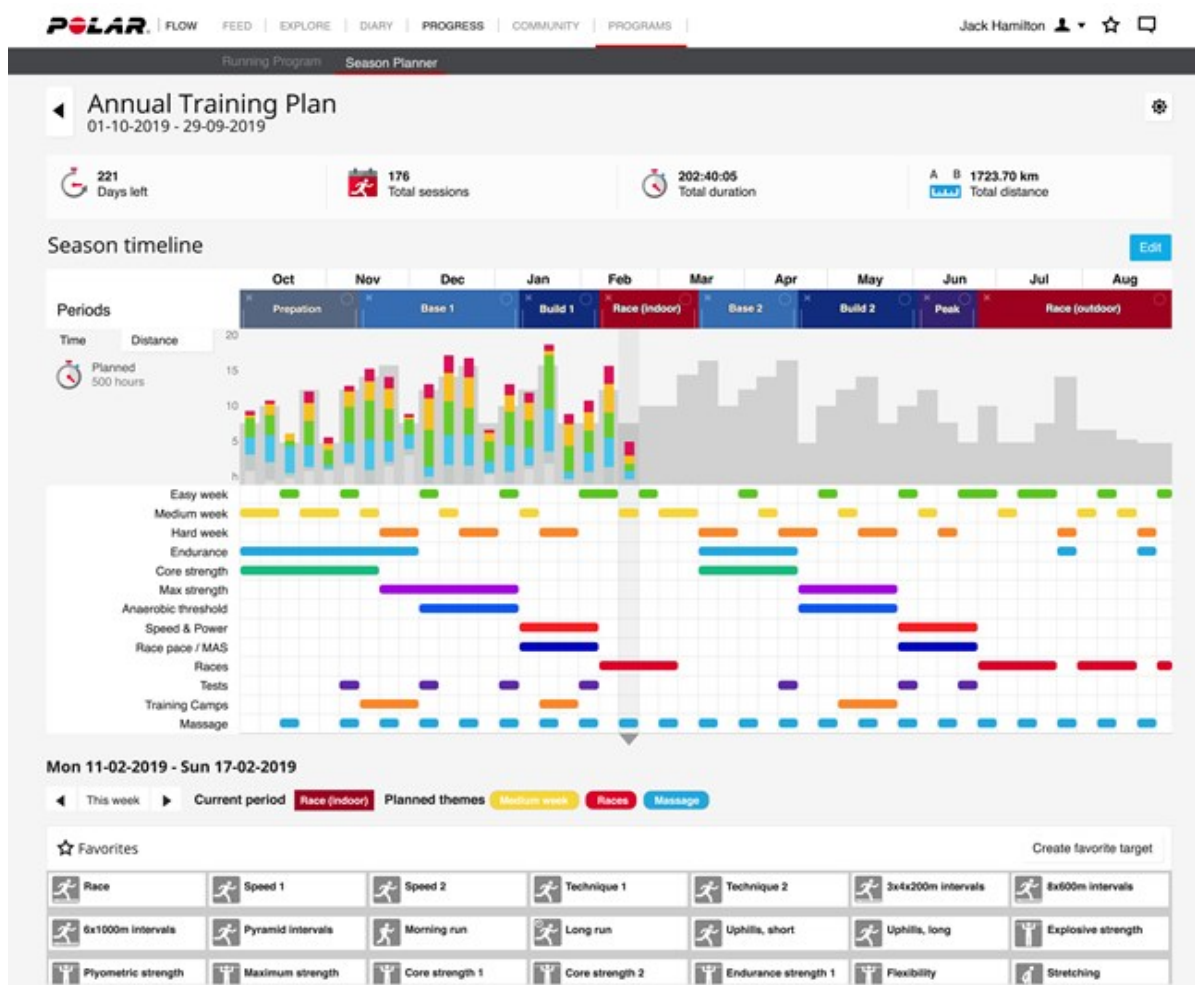 POLAR. FLOW FEED EXPLORE DIARY PROGRESS COMMUNITY PROGRAMS Jack Hamilton
Running Program Season Planner
Annual Training Plan
01-10-2019 - 29-09-2019
221 176 202:40:05 A B 1723.70 km
Days left Total sessions Total duration Total distance
Season timeline Edit
Oct Nov Dec Jan Feb Mar Apr May Jun Jul Aug
Periods Prepation Base 1 Build 1 Race (indoor) Base 2 Build 2 Peak Race (outdoor)
Time Distance 20
Planned 15
500 hours
10
5
h
Easy week
Medium week
Hard week
Endurance
Core strength
Max strength
Anaerobic threshold
Speed & Power
Race pace / MAS
Races
Tests
Training Camps
Massage
Mon 11-02-2019 - Sun 17-02-2019
This week Current period Race (indoor) Planned themes Medium week Races Massage
Favorites Create favorite target
Race Speed 1 Speed 2 Technique 1 Technique 2 3x4x200m intervals 8x600m intervals
6x1000m intervals Pyramid intervals Morning run Long run Uphills, short Uphills, long Explosive strength
Plyometric strength Maximum strength Core strength 1 Core strength 2 Endurance strength 1 Flexibility Stretching